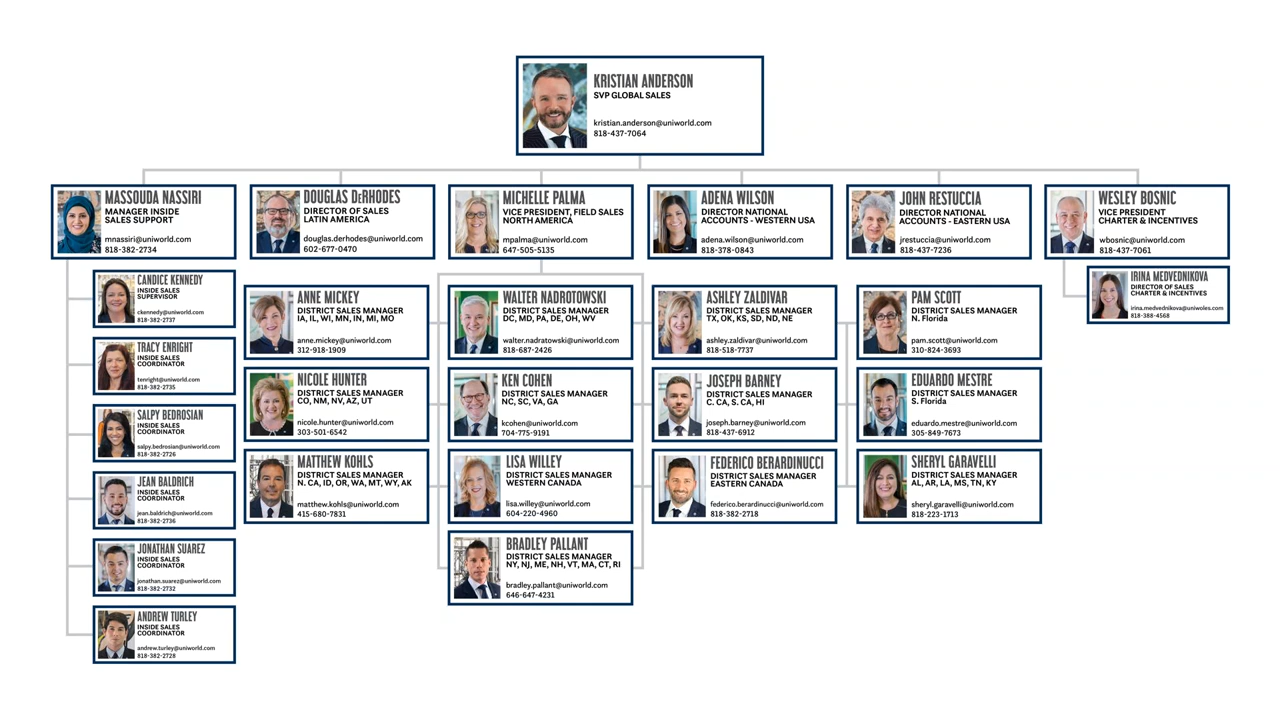 KRISTIAN ANDERSON
SVP GLOBAL SALES
kristian.anderson@uniworld.com
818-437-7064
MASSOUDA NASSIRI
MANAGER INSIDE
SALES SUPPORT
mnassiri@uniworld.com
818-382-2734
DOUGLAS DeRHODES
DIRECTOR OF SALES
LATIN AMERICA
douglas.derhodes@uniworld.com
602-677-0470
MICHELLE PALMA
VICE PRESIDENT, FIELD SALES
NORTH AMERICA
mpalma@uniworld.com
647-505-5135
ADENA WILSON
DIRECTOR NATIONAL
ACCOUNTS - WESTERN USA
adena.wilson@uniworld.com
818-378-0843
JOHN RESTUCCIA
DIRECTOR NATIONAL
ACCOUNTS - EASTERN USA
jrestuccia@uniworld.com
818-437-7236
WESLEY BOSNIC
VICE PRESIDENT
CHARTER & INCENTIVES
wbosnic@uniworld.com
818-437-7061
CANDICE KENNEDY
INSIDE SALES
SUPERVISOR
ckennedy@uniworld.com
818-382-2737
TRACY ENRIGHT
INSIDE SALES
COORDINATOR
tenright@uniworld.com
818-382-2735
SALPY BEDROSIAN
INSIDE SALES
COORDINATOR
salpy.bedrosian@uniworld.com
818-382-2726
JEAN BALDRICH
INSIDE SALES
COORDINATOR
jean.baldrich@uniworld.com
818-382-2736
JONATHAN SUAREZ
INSIDE SALES
COORDINATOR
jonathan.suarez@uniworld.com
818-382-2732
ANDREW TURLEY
INSIDE SALES
COORDINATOR
andrew.turley@uniworld.com
818-382-2728
ANNE MICKEY
DISTRICT SALES MANAGER
IA, IL, WI, MN, IN, MI, MO
anne.mickey@uniworld.com
312-918-1909
NICOLE HUNTER
DISTRICT SALES MANAGER
CO, NM, NV, AZ, UT
nicole.hunter@uniworld.com
303-501-6542
MATTHEW KOHLS
DISTRICT SALES MANAGER
N. CA, ID, OR, WA, MT, WY, AK
matthew.kohls@uniworld.com
415-680-7831
WALTER NADROTOWSKI
DISTRICT SALES MANAGER
DC, MD, PA, DE, OH, WV
walter.nadratowski@uniworld.com
818-687-2426
KEN COHEN
DISTRICT SALES MANAGER
NC, SC, VA, GA
kcohen@uniworld.com
704-775-9191
LISA WILLEY
DISTRICT SALES MANAGER
WESTERN CANADA
lisa.willey@uniworld.com
604-220-4960
BRADLEY PALLANT
DISTRICT SALES MANAGER
NY, NJ, ME, NH, VT, MA, CT, RI
bradley.pallant@uniworld.com
646-647-4231
ASHLEY ZALDIVAR
DISTRICT SALES MANAGER
TX, OK, KS, SD, ND, NE
ashley.zaldivar@uniworld.com
818-518-7737
JOSEPH BARNEY
DISTRICT SALES MANAGER
C. CA, S. CA, HI
joseph.barney@uniworld.com
818-437-6912
FEDERICO BERARDINUCCI
DISTRICT SALES MANAGER
EASTERN CANADA
federico.berardinucci@uniworld.com
818-382-2718
PAM SCOTT
DISTRICT SALES MANAGER
N. Florida
pam.scott@uniworld.com
310-824-3693
EDUARDO MESTRE
DISTRICT SALES MANAGER
S. Florida
eduardo.mestre@uniworld.com
305-849-7673
SHERYL GARAVELLI
DISTRICT SALES MANAGER
AL, AR, LA, MS, TN, KY
sheryl.garavelli@uniworld.com
818-223-1713
IRINA MEDVEDNIKOVA
DIRECTOR OF SALES
CHARTER & INCENTIVES
irina.medvednikova@uniwoles.com
818-388-4568